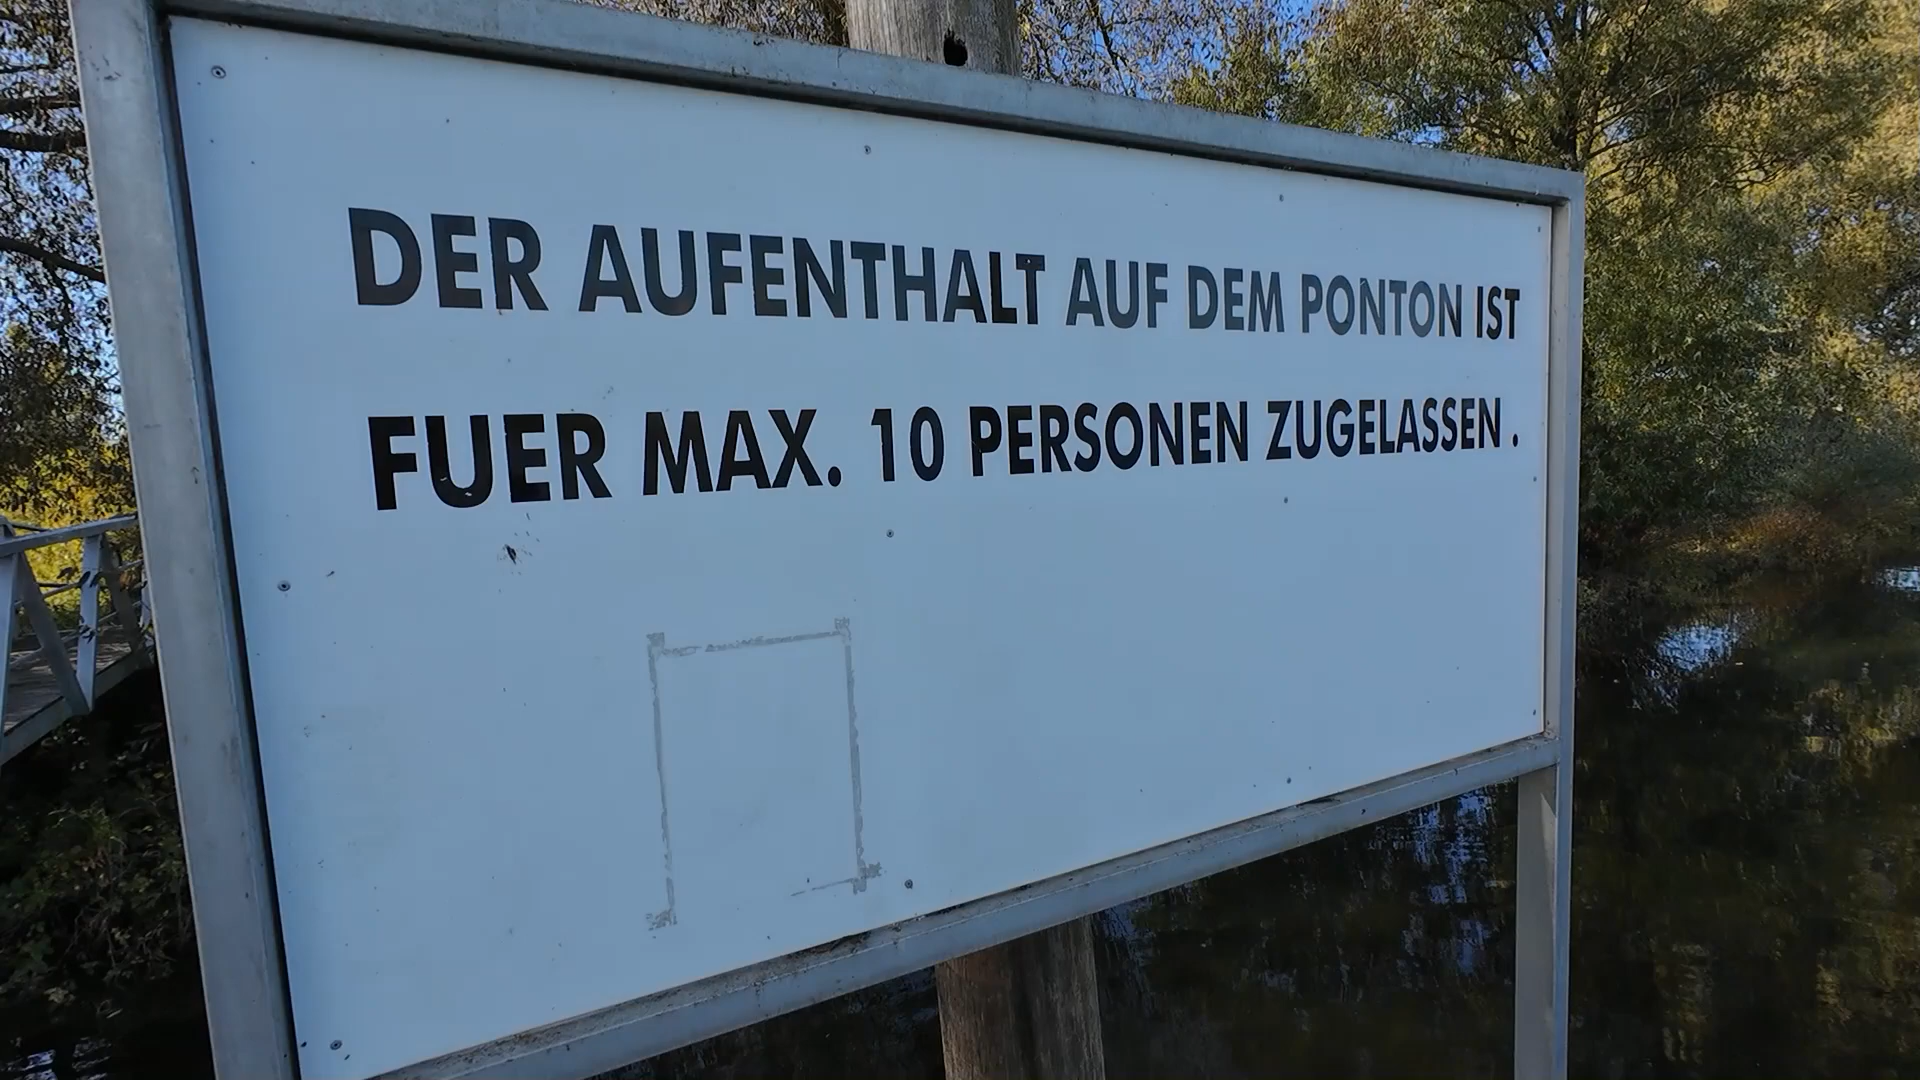 DER AUFENTHALT AUF DEM PONTON IST
FUER MAX. 10 PERSONEN ZUGELASSEN.